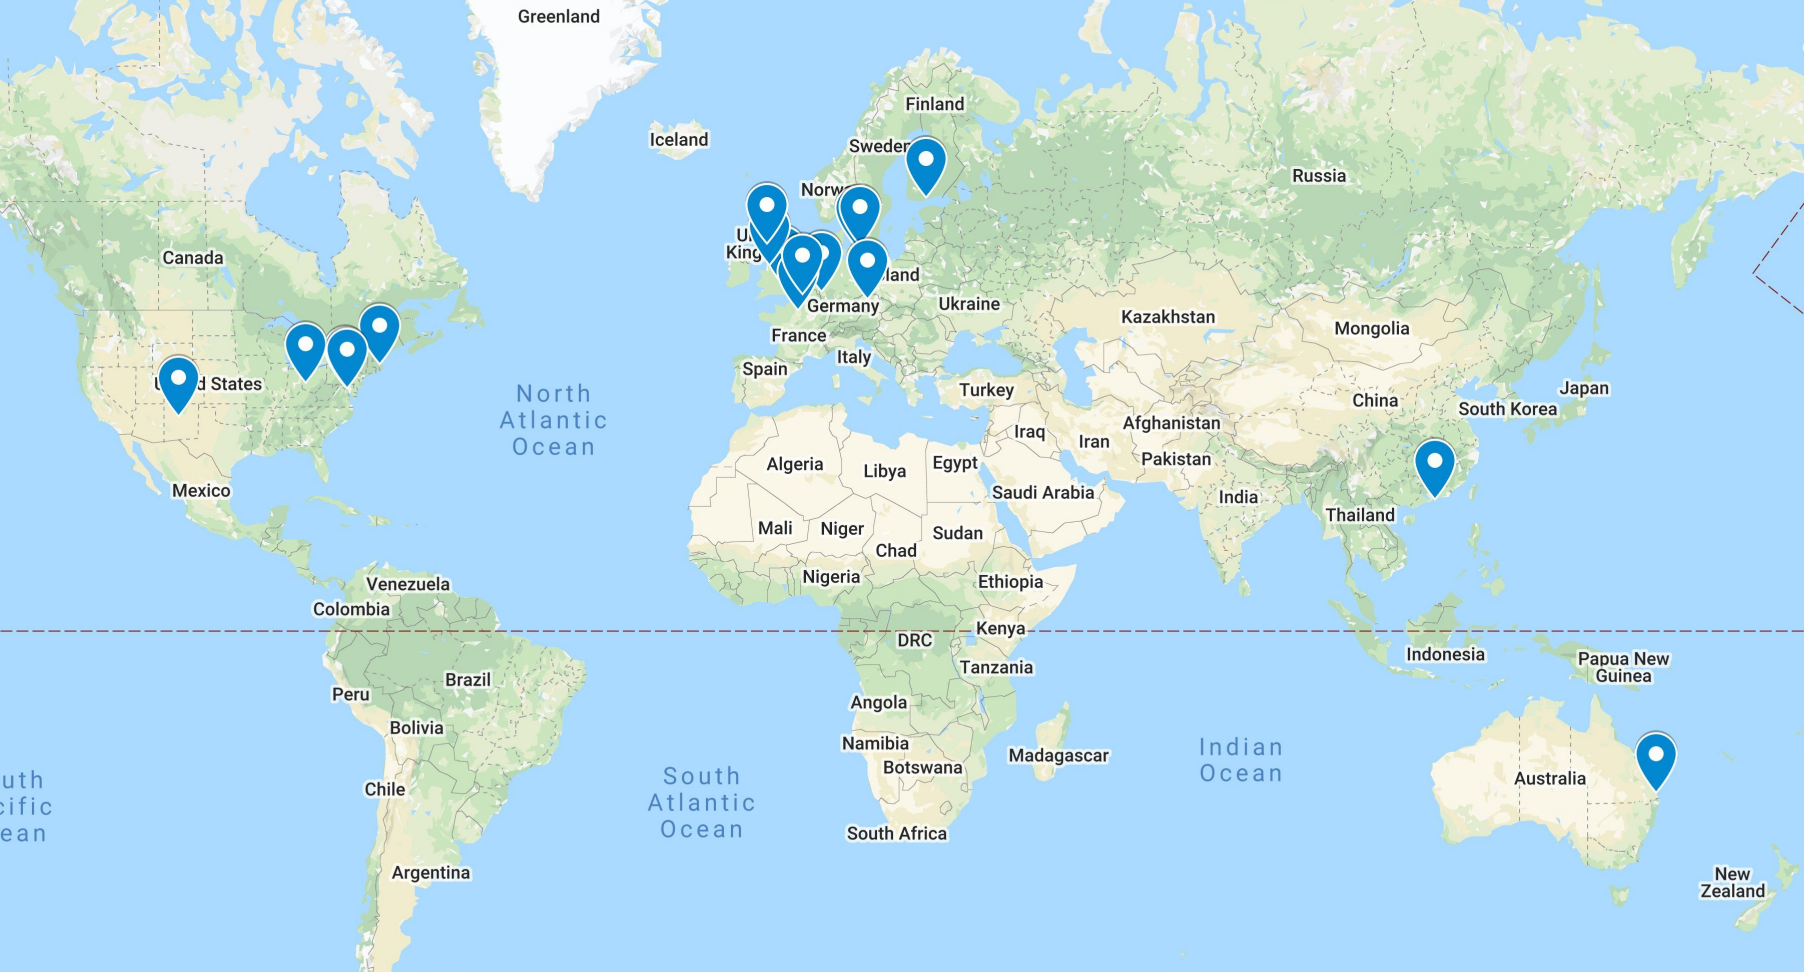 Greenland
Finland
Iceland
Sweden
Russia
Norw
U
King
Canada
land
Germany
Ukraine
Kazakhstan
Mongolia
France
Italy
Spain
d States
Turkey
Japan
China
South Korea
North
Atlantic
Ocean
Afghanistan
Iraq
Iran
Pakistan
Algeria
Libya
Egypt
Saudi Arabia
India
Mexico
Thailand
Mali
Niger
Sudan
Chad
Nigeria
Ethiopia
Venezuela
Colombia
Kenya
DRC
Indonesia
Papua New
Guinea
Tanzania
Brazil
Peru
Angola
Bolivia
Namibia
Madagascar
Botswana
Indian
Ocean
South
Atlantic
Ocean
Australia
uth
cific
ean
Chile
South Africa
Argentina
New
Zealand